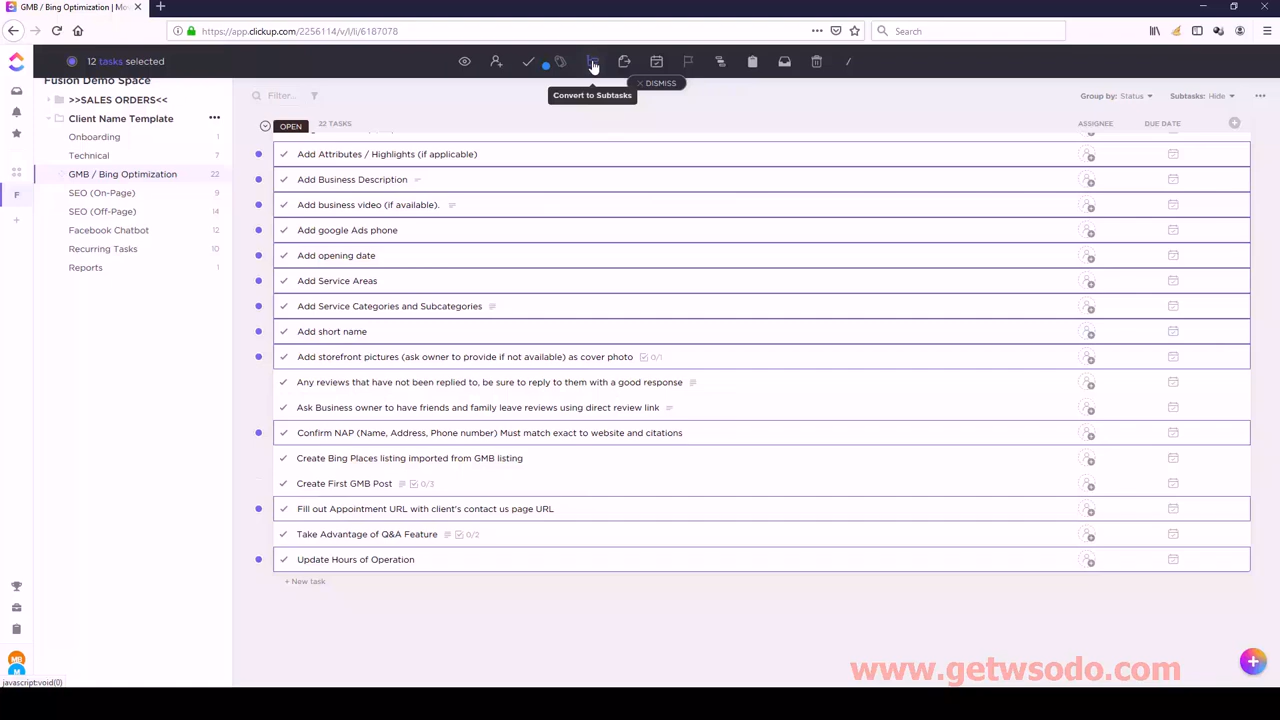 GMB / Bing Optimization | Mov
https://app.clickup.com/2256114/v/l/li/6187078
Search
12 tasks selected
DISMISS
Convert to Subtasks
Fusion Demo Space
>>SALES ORDERS<<
Client Name Template
Onboarding 1
Technical 7
GMB / Bing Optimization 22
SEO (On-Page) 9
SEO (Off-Page) 14
Facebook Chatbot 12
Recurring Tasks 10
Reports 1
F
Filter...
Group by: Status
Subtasks: Hide
OPEN 22 TASKS ASSIGNEE DUE DATE
Add Attributes / Highlights (if applicable)
Add Business Description
Add business video (if available).
Add google Ads phone
Add opening date
Add Service Areas
Add Service Categories and Subcategories
Add short name
Add storefront pictures (ask owner to provide if not available) as cover photo 0/1
Any reviews that have not been replied to, be sure to reply to them with a good response
Ask Business owner to have friends and family leave reviews using direct review link
Confirm NAP (Name, Address, Phone number) Must match exact to website and citations
Create Bing Places listing imported from GMB listing
Create First GMB Post 0/3
Fill out Appointment URL with client's contact us page URL
Take Advantage of Q&A Feature 0/2
Update Hours of Operation
+ New task
MB
M
javascript:void(0)
www.getwsodo.com